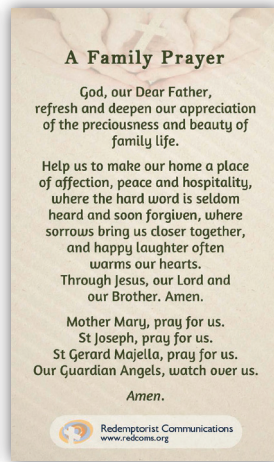 A Family Prayer
God, our Dear Father,
refresh and deepen our appreciation
of the preciousness and beauty of
family life.
Help us to make our home a place
of affection, peace and hospitality,
where the hard word is seldom
heard and soon forgiven, where
sorrows bring us closer together,
and happy laughter often
warms our hearts.
Through Jesus, our Lord and
our Brother. Amen.
Mother Mary, pray for us.
St Joseph, pray for us.
St Gerard Majella, pray for us.
Our Guardian Angels, watch over us.
Amen.
Redemptorist Communications
www.redcoms.org